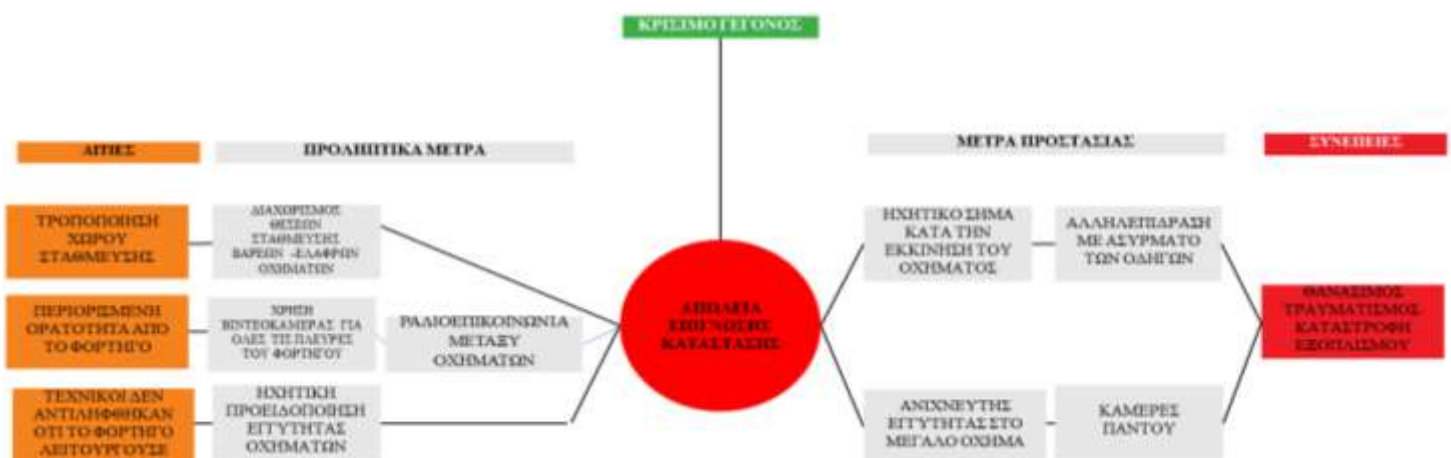 ΚΡΙΣΙΜΟ ΓΕΓΟΝΟΣ
ΑΙΤΙΕΣ
ΠΡΟΛΗΠΤΙΚΑ ΜΕΤΡΑ
ΜΕΤΡΑ ΠΡΟΣΤΑΣΙΑΣ
ΣΥΝΕΠΕΙΕΣ
ΤΡΟΠΟΠΟΙΗΣΗ
ΧΩΡΟΥ
ΣΤΑΘΜΕΥΣΗΣ
ΔΙΑΧΩΡΙΣΜΟΣ
ΘΕΣΕΩΝ
ΣΤΑΘΜΕΥΣΗΣ
ΒΑΡΕΩΝ -ΕΛΑΦΡΩΝ
ΟΧΗΜΑΤΩΝ
ΠΕΡΙΟΡΙΣΜΕΝΗ
ΟΡΑΤΟΤΗΤΑ ΑΠΟ
ΤΟ ΦΟΡΤΗΓΟ
ΧΡΗΣΗ
ΒΙΝΤΕΟΚΑΜΕΡΑΣ ΓΙΑ
ΟΛΕΣ ΤΙΣ ΠΛΕΥΡΕΣ
ΤΟΥ ΦΟΡΤΗΓΟΥ
ΡΑΔΙΟΕΠΙΚΟΙΝΩΝΙΑ
ΜΕΤΑΞΥ
ΟΧΗΜΑΤΩΝ
ΤΕΧΝΙΚΟΙ ΔΕΝ
ΑΝΤΙΛΗΦΘΗΚΑΝ
ΟΤΙ ΤΟ ΦΟΡΤΗΓΟ
ΛΕΙΤΟΥΡΓΟΥΣΕ
ΗΧΗΤΙΚΗ
ΠΡΟΕΙΔΟΠΟΙΗΣΗ
ΕΓΓΥΤΗΤΑΣ
ΟΧΗΜΑΤΩΝ
ΑΠΩΛΕΙΑ
ΕΠΙΓΝΩΣΗΣ
ΚΑΤΑΣΤΑΣΗΣ
ΗΧΗΤΙΚΟ ΣΗΜΑ
ΚΑΤΑ ΤΗΝ
ΕΚΚΙΝΗΣΗ ΤΟΥ
ΟΧΗΜΑΤΟΣ
ΑΛΛΗΛΕΠΙΔΡΑΣΗ
ΜΕ ΑΣΥΡΜΑΤΟ
ΤΩΝ ΟΔΗΓΩΝ
ΑΝΙΧΝΕΥΤΗΣ
ΕΓΓΥΤΗΤΑΣ ΣΤΟ
ΜΕΓΑΛΟ ΟΧΗΜΑ
ΚΑΜΕΡΕΣ
ΠΑΝΤΟΥ
ΘΑΝΑΣΙΜΟΣ
ΤΡΑΥΜΑΤΙΣΜΟΣ
ΚΑΤΑΣΤΡΟΦΗ
ΕΞΟΠΛΙΣΜΟΥ